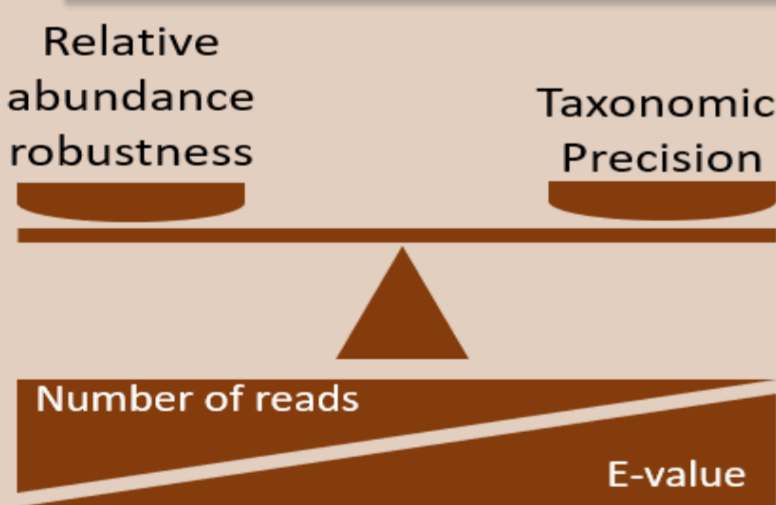 Relative
abundance
robustness
Taxonomic
Precision
Number of reads
E-value